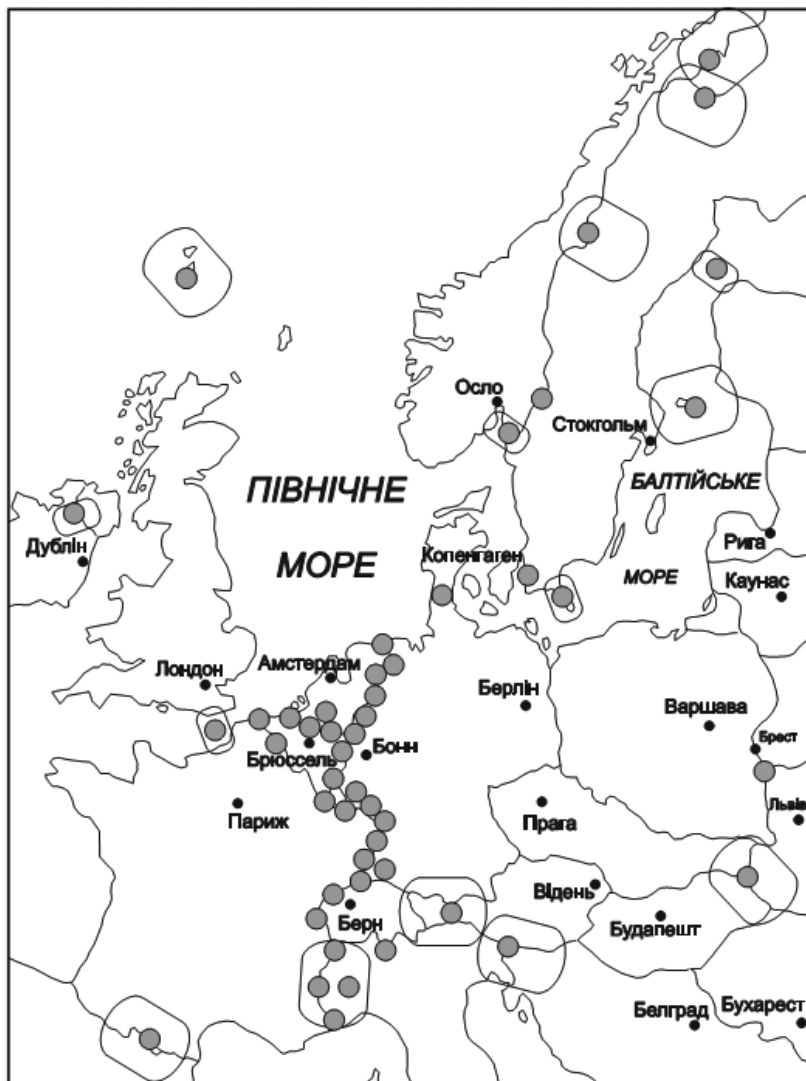 Осло
Стокгольм
ПІВНІЧНЕ
БАЛТІЙСЬКЕ
Рига
Дублін
МОРЕ
Копенгаген
МОРЕ
Каунас
Лондон
Амстердам
Берлін
Варшава
Брест
Брюссель
Бонн
Париж
Прага
Львів
Відень
Берн
Будапешт
Белград
Бухарест